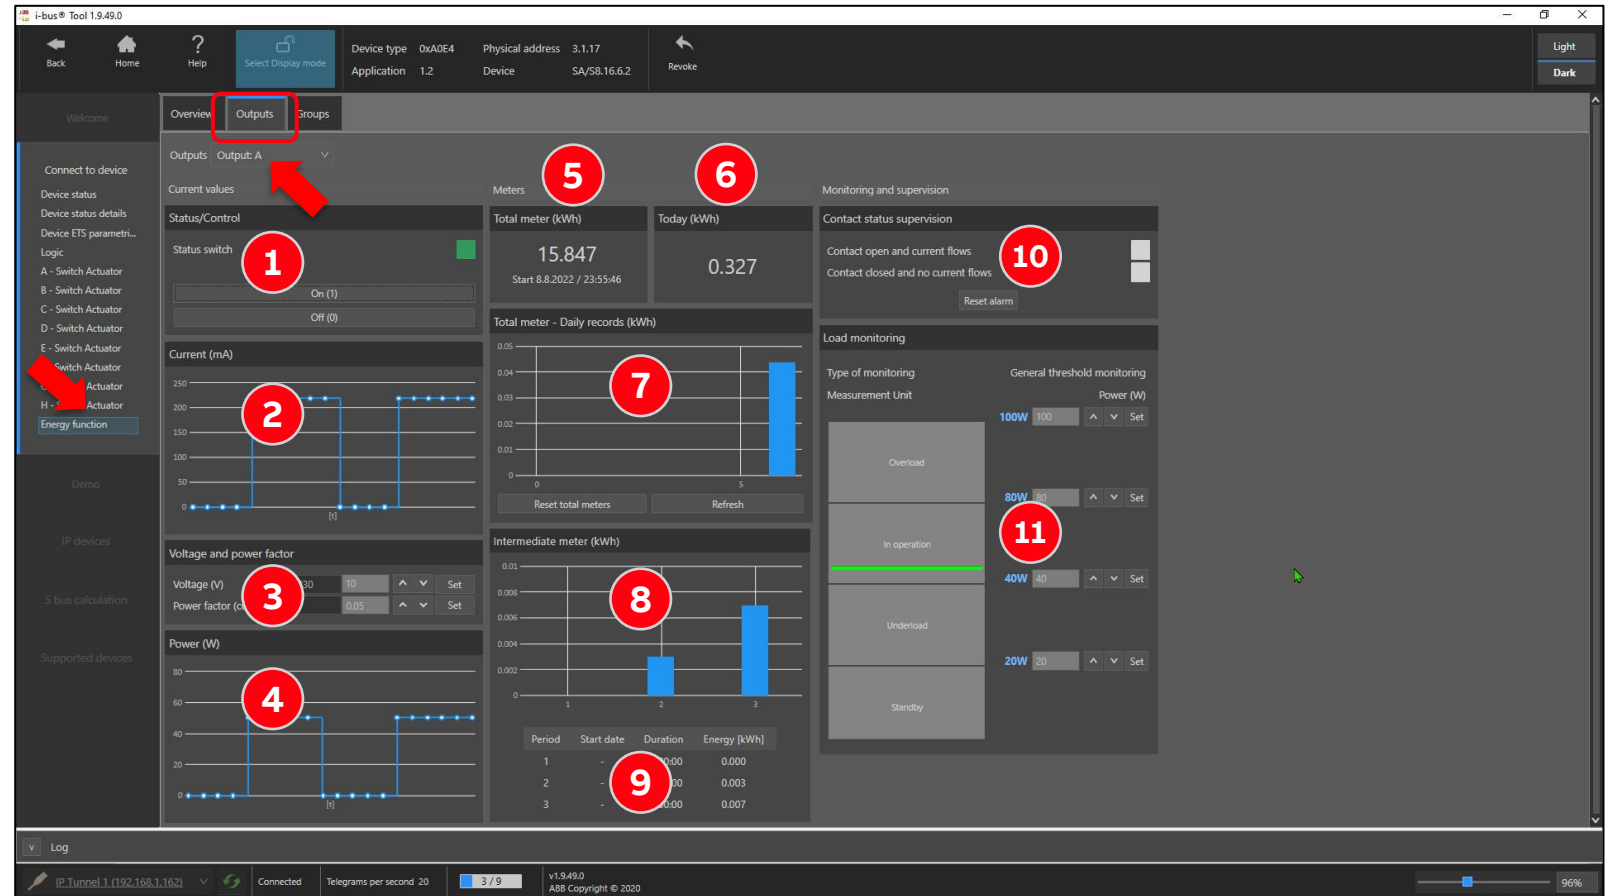 i-bus® Tool 1.9.49.0
Back
Home
Help
Select Display mode
Device type 0xA0E4
Application 1.2
Physical address 3.1.17
Device SA/S8.16.6.2
Revoke
Light
Dark
Welcome
Connect to device
Device status
Device status details
Device ETS parametri...
Logic
A - Switch Actuator
B - Switch Actuator
C - Switch Actuator
D - Switch Actuator
E - Switch Actuator
Switch Actuator
Actuator
H - Actuator
Energy function
Demo
IP devices
S bus calculation
Supported devices
Overview
Outputs
Groups
Outputs Output: A
Current values
Status/Control
Status switch
1
On (1)
Off (0)
Current (mA)
250
200
150
100
50
0
[t]
2
Voltage and power factor
Voltage (V) 30 10 Set
Power factor 0.05 Set
3
Power (W)
80
60
40
20
0
[t]
4
Meters
5
6
Total meter (kWh)
15.847
Start 8.8.2022 / 23:55:46
Today (kWh)
0.327
Total meter - Daily records (kWh)
0.05
0.04
0.03
0.02
0.01
0
0 5
7
Reset total meters
Refresh
Intermediate meter (kWh)
0.01
0.008
0.006
0.004
0.002
0
1 2 3
8
Period Start date Duration Energy [kWh]
1 - 00:00 0.000
2 - 00 0.003
3 - 00:00 0.007
9
Monitoring and supervision
Contact status supervision
Contact open and current flows
Contact closed and no current flows
10
Reset alarm
Load monitoring
Type of monitoring General threshold monitoring
Measurement Unit Power (W)
100W 100 Set
Overload
80W 80 Set
In operation
11
40W 40 Set
Underload
20W 20 Set
Standby
Log
IP Tunnel 1 (192.168.1.162)
Connected
Telegrams per second 20
3 / 9
v1.9.49.0
ABB Copyright © 2020
96%